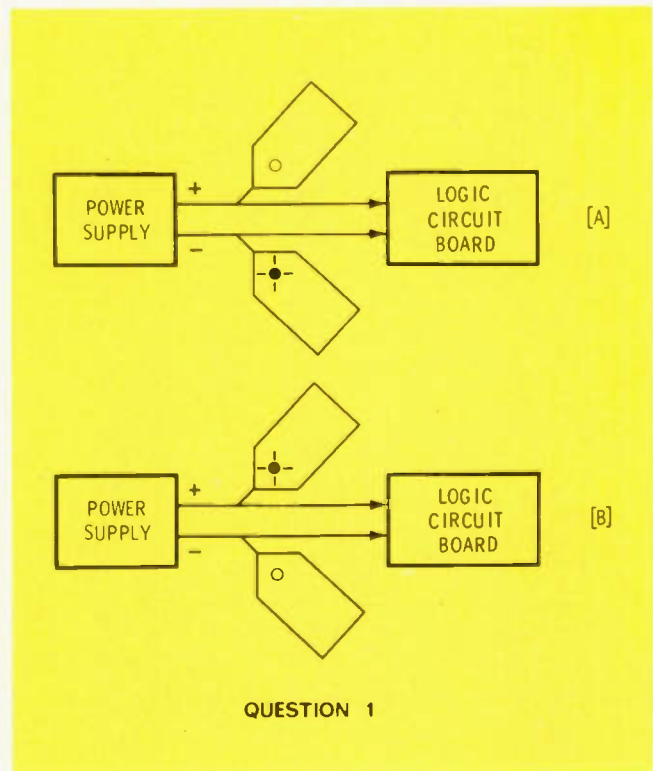 +
POWER
SUPPLY
−
LOGIC
CIRCUIT
BOARD
[A]
+
POWER
SUPPLY
−
LOGIC
CIRCUIT
BOARD
[B]
QUESTION 1